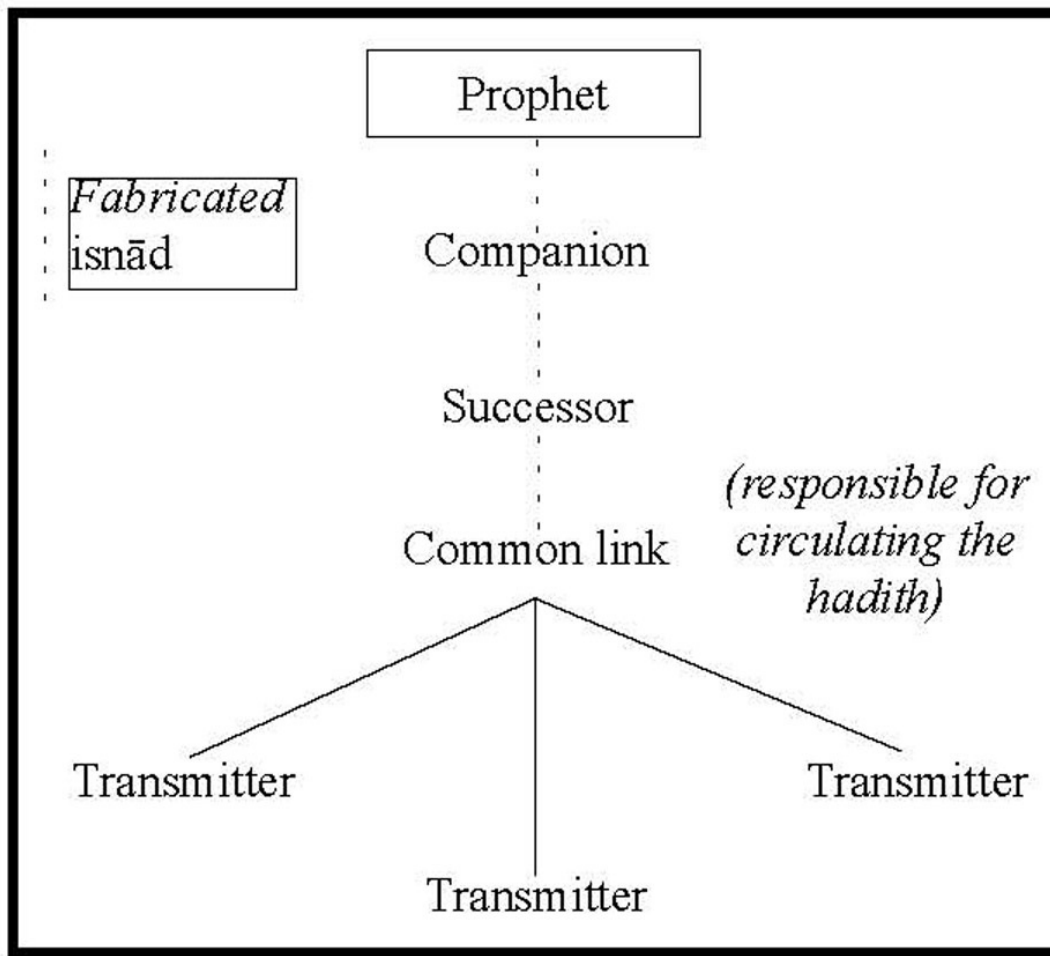 Prophet
Fabricated
isnād
Companion
Successor
Common link
(responsible for
circulating the
hadith)
Transmitter
Transmitter
Transmitter